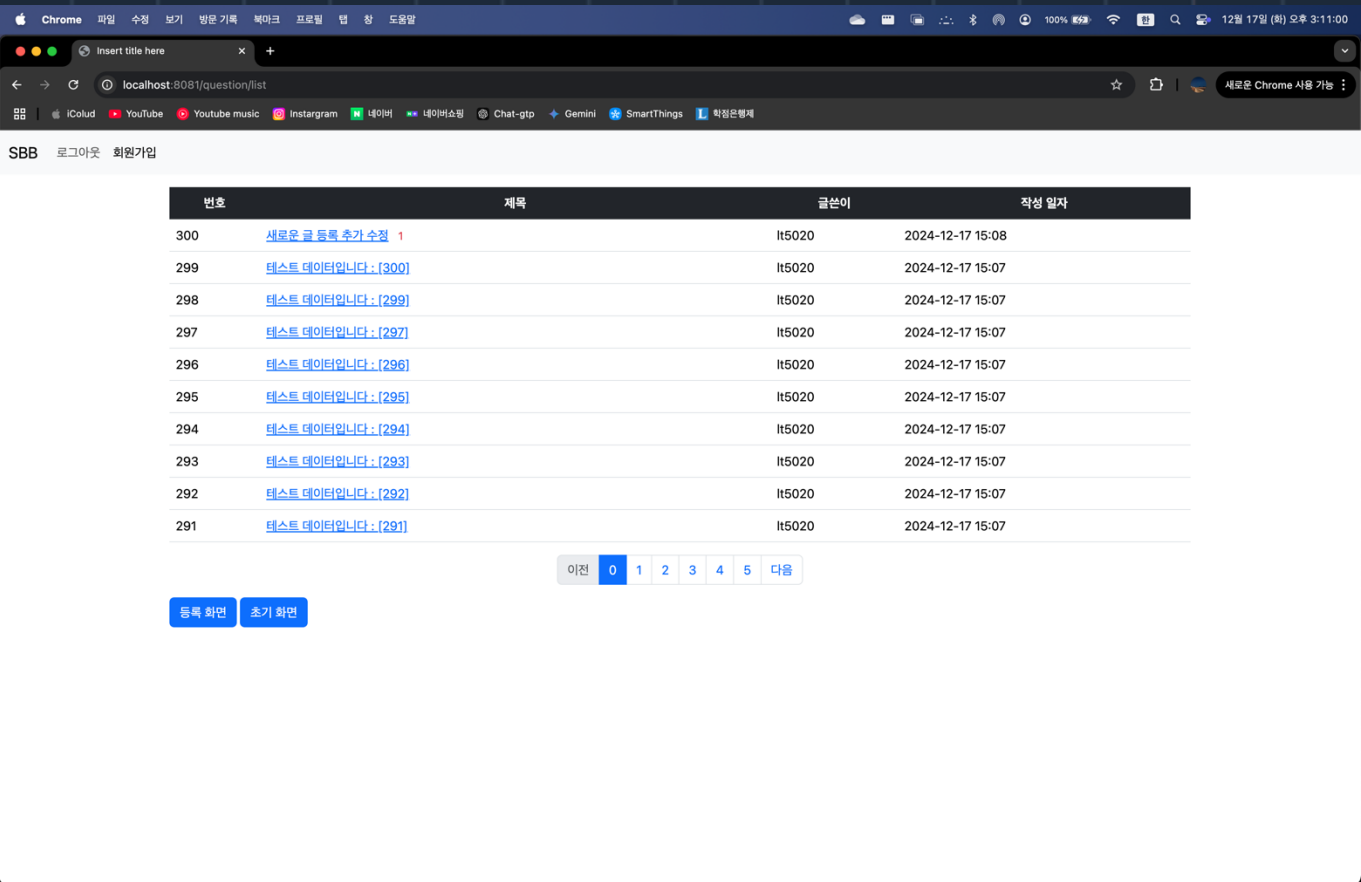 Chrome 파일 수정 보기 방문 기록 북마크 프로필 탭 창 도움말 100% 한 12월 17일 (화) 오후 3:11:00
Insert title here
localhost:8081/question/list 새로운 Chrome 사용 가능
iColud YouTube Youtube music Instargram 네이버 네이버쇼핑 Chat-gtp Gemini SmartThings 학점은행제
SBB 로그아웃 회원가입
번호 제목 글쓴이 작성 일자
300 새로운 글 등록 추가 수정 1 lt5020 2024-12-17 15:08
299 테스트 데이터입니다 : [300] lt5020 2024-12-17 15:07
298 테스트 데이터입니다 : [299] lt5020 2024-12-17 15:07
297 테스트 데이터입니다 : [297] lt5020 2024-12-17 15:07
296 테스트 데이터입니다 : [296] lt5020 2024-12-17 15:07
295 테스트 데이터입니다 : [295] lt5020 2024-12-17 15:07
294 테스트 데이터입니다 : [294] lt5020 2024-12-17 15:07
293 테스트 데이터입니다 : [293] lt5020 2024-12-17 15:07
292 테스트 데이터입니다 : [292] lt5020 2024-12-17 15:07
291 테스트 데이터입니다 : [291] lt5020 2024-12-17 15:07
이전 0 1 2 3 4 5 다음
등록 화면 초기 화면